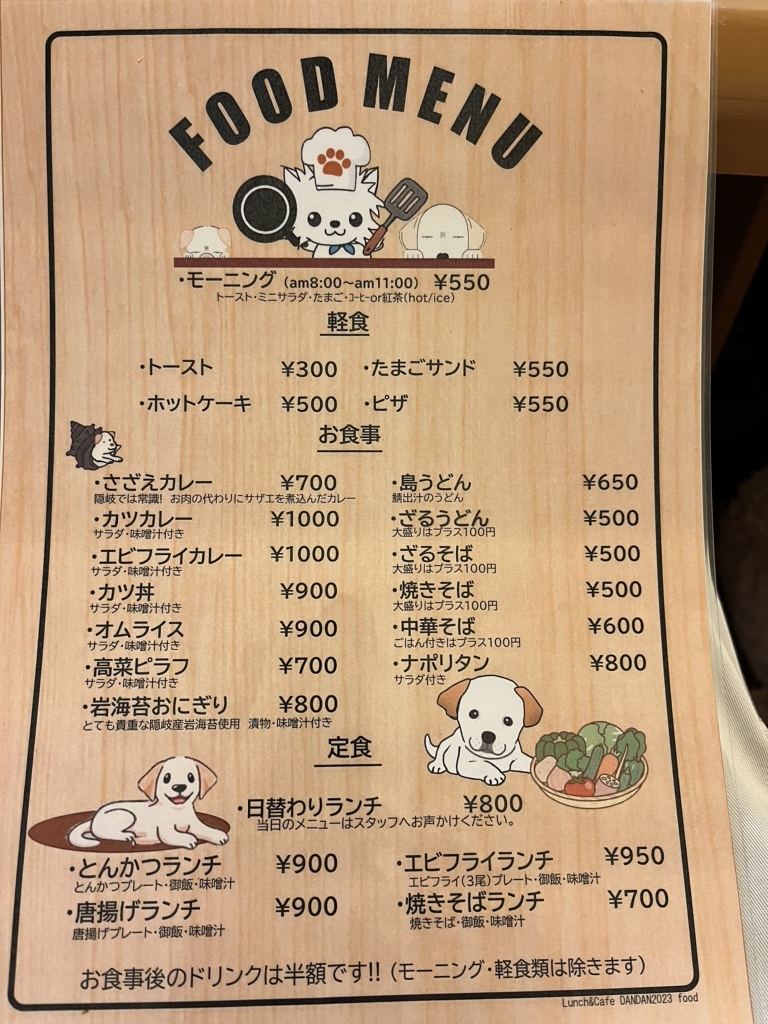 FOOD MENU
・モーニング (am8:00～am11:00) ¥550
トースト・ミニサラダ・たまご・ｺｰﾋｰor紅茶(hot/ice)
軽食
・トースト ¥300 ・たまごサンド ¥550
・ホットケーキ ¥500 ・ピザ ¥550
お食事
・さざえカレー ¥700
隠岐では常識! お肉の代わりにサザエを煮込んだカレー
・カツカレー ¥1000
サラダ・味噌汁付き
・エビフライカレー ¥1000
サラダ・味噌汁付き
・カツ丼 ¥900
サラダ・味噌汁付き
・オムライス ¥900
サラダ・味噌汁付き
・高菜ピラフ ¥700
サラダ・味噌汁付き
・岩海苔おにぎり ¥800
とても貴重な隠岐産岩海苔使用 漬物・味噌汁付き
・島うどん ¥650
鯖出汁のうどん
・ざるうどん ¥500
大盛りはプラス100円
・ざるそば ¥500
大盛りはプラス100円
・焼きそば ¥500
大盛りはプラス100円
・中華そば ¥600
ごはん付きはプラス100円
・ナポリタン ¥800
サラダ付き
定食
・日替わりランチ ¥800
当日のメニューはスタッフへお声かけください。
・とんかつランチ ¥900
とんかつプレート・御飯・味噌汁
・唐揚げランチ ¥900
唐揚げプレート・御飯・味噌汁
・エビフライランチ ¥950
エビフライ(3尾)プレート・御飯・味噌汁
・焼きそばランチ ¥700
焼きそば・御飯・味噌汁
お食事後のドリンクは半額です!! (モーニング・軽食類は除きます)
Lunch&Cafe DANDAN2023 food